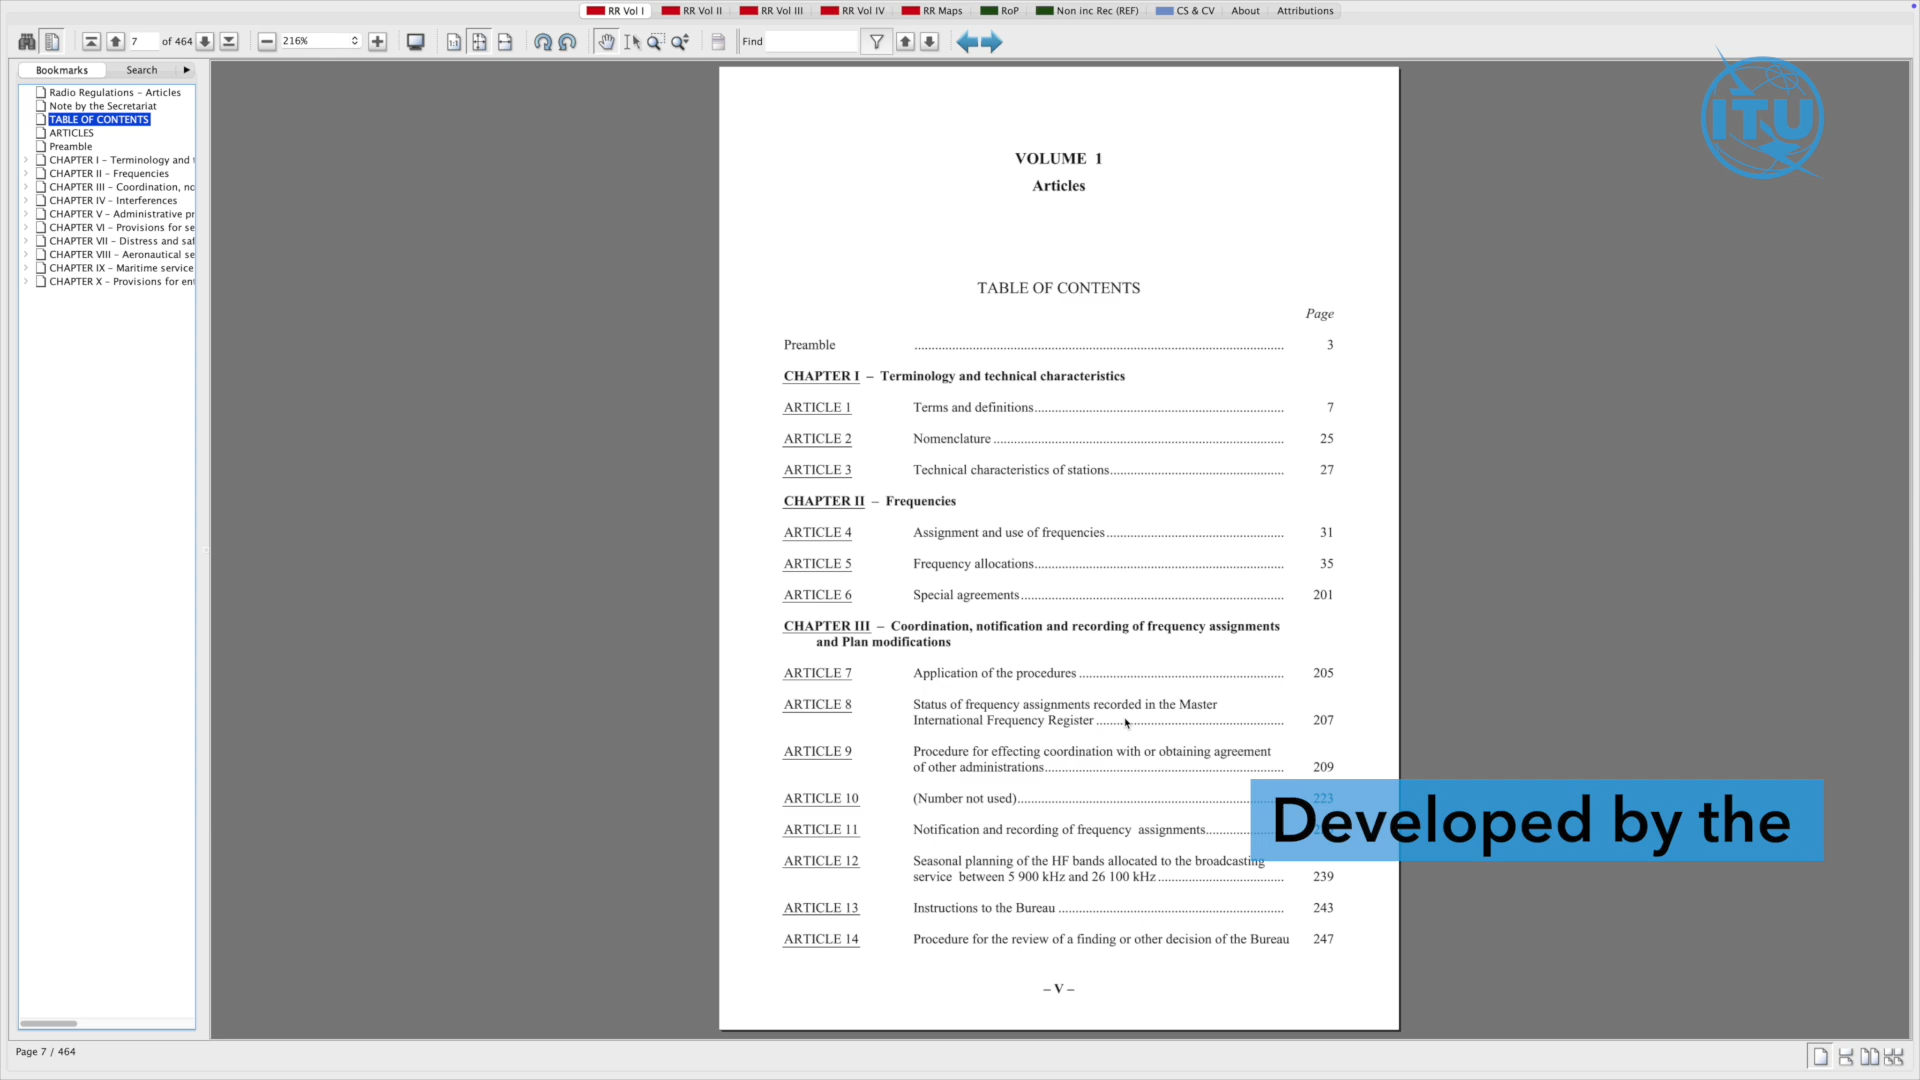 RR Vol I RR Vol II RR Vol III RR Vol IV RR Maps RoP Non inc Rec (REF) CS & CV About Attributions
7 of 464 216% Find
Bookmarks Search
Radio Regulations – Articles
Note by the Secretariat
TABLE OF CONTENTS
ARTICLES
Preamble
CHAPTER I – Terminology and t
CHAPTER II – Frequencies
CHAPTER III – Coordination, no
CHAPTER IV – Interferences
CHAPTER V – Administrative pr
CHAPTER VI – Provisions for se
CHAPTER VII – Distress and saf
CHAPTER VIII – Aeronautical se
CHAPTER IX – Maritime service
CHAPTER X – Provisions for ent
ITU
VOLUME 1
Articles
TABLE OF CONTENTS
Page
Preamble ........ 3
CHAPTER I – Terminology and technical characteristics
ARTICLE 1 Terms and definitions........ 7
ARTICLE 2 Nomenclature ........ 25
ARTICLE 3 Technical characteristics of stations........ 27
CHAPTER II – Frequencies
ARTICLE 4 Assignment and use of frequencies........ 31
ARTICLE 5 Frequency allocations........ 35
ARTICLE 6 Special agreements........ 201
CHAPTER III – Coordination, notification and recording of frequency assignments
and Plan modifications
ARTICLE 7 Application of the procedures ........ 205
ARTICLE 8 Status of frequency assignments recorded in the Master
International Frequency Register ........ 207
ARTICLE 9 Procedure for effecting coordination with or obtaining agreement
of other administrations........ 209
ARTICLE 10 (Number not used)........ 223
ARTICLE 11 Notification and recording of frequency assignments........
Developed by the
ARTICLE 12 Seasonal planning of the HF bands allocated to the broadcasting
service between 5 900 kHz and 26 100 kHz ........ 239
ARTICLE 13 Instructions to the Bureau ........ 243
ARTICLE 14 Procedure for the review of a finding or other decision of the Bureau 247
– V –
Page 7 / 464